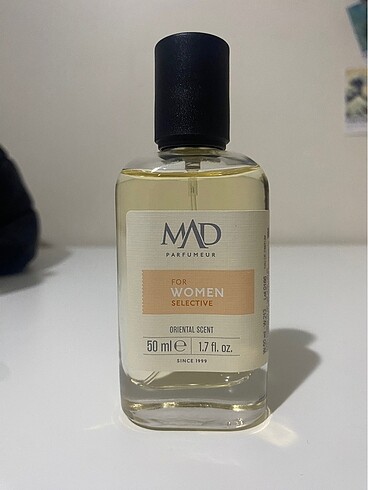 MAD
PARFUMEUR
FOR
WOMEN
SELECTIVE
ORIENTAL SCENT
50 ml ℮ 1.7 fl. oz.
SINCE 1999